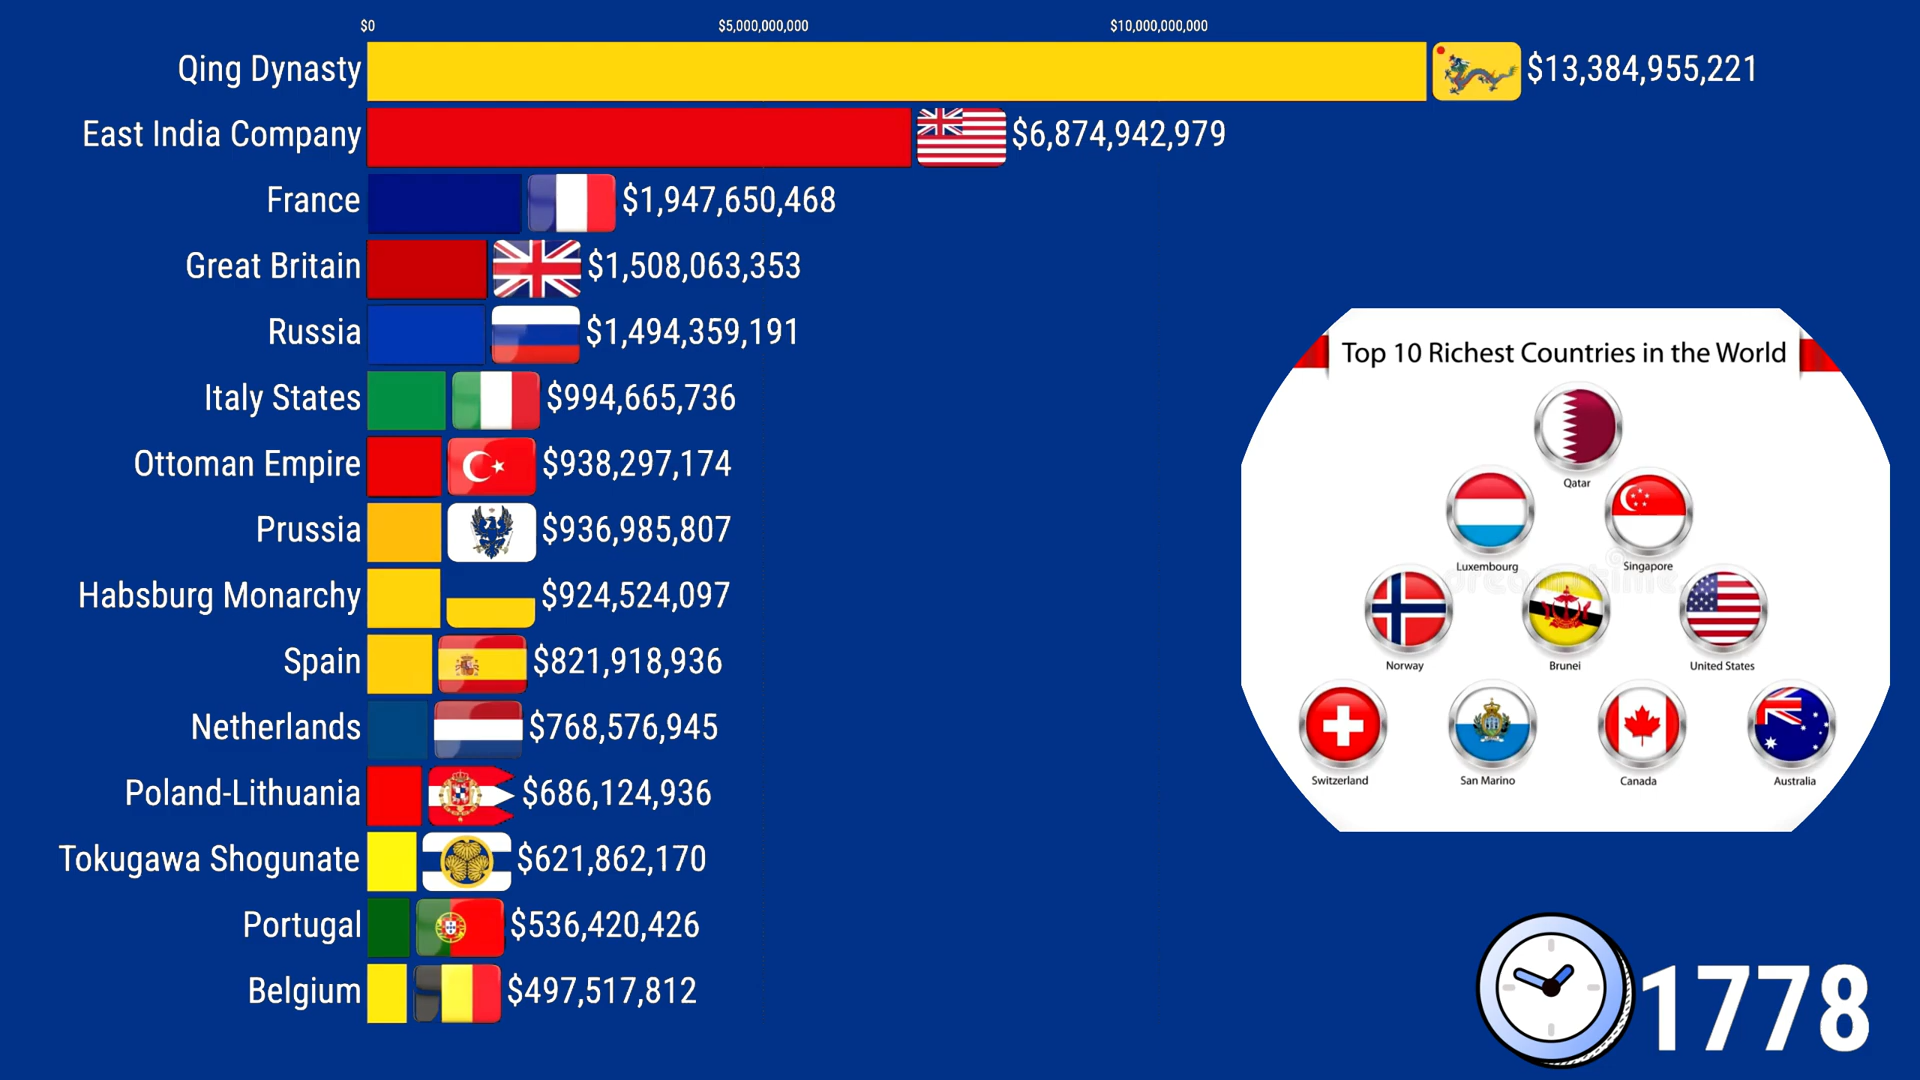 $0 $5,000,000,000 $10,000,000,000
Qing Dynasty $13,384,955,221
East India Company $6,874,942,979
France $1,947,650,468
Great Britain $1,508,063,353
Russia $1,494,359,191
Italy States $994,665,736
Ottoman Empire $938,297,174
Prussia $936,985,807
Habsburg Monarchy $924,524,097
Spain $821,918,936
Netherlands $768,576,945
Poland-Lithuania $686,124,936
Tokugawa Shogunate $621,862,170
Portugal $536,420,426
Belgium $497,517,812
Top 10 Richest Countries in the World
Qatar
Luxembourg Singapore
Norway Brunei United States
Switzerland San Marino Canada Australia
1778